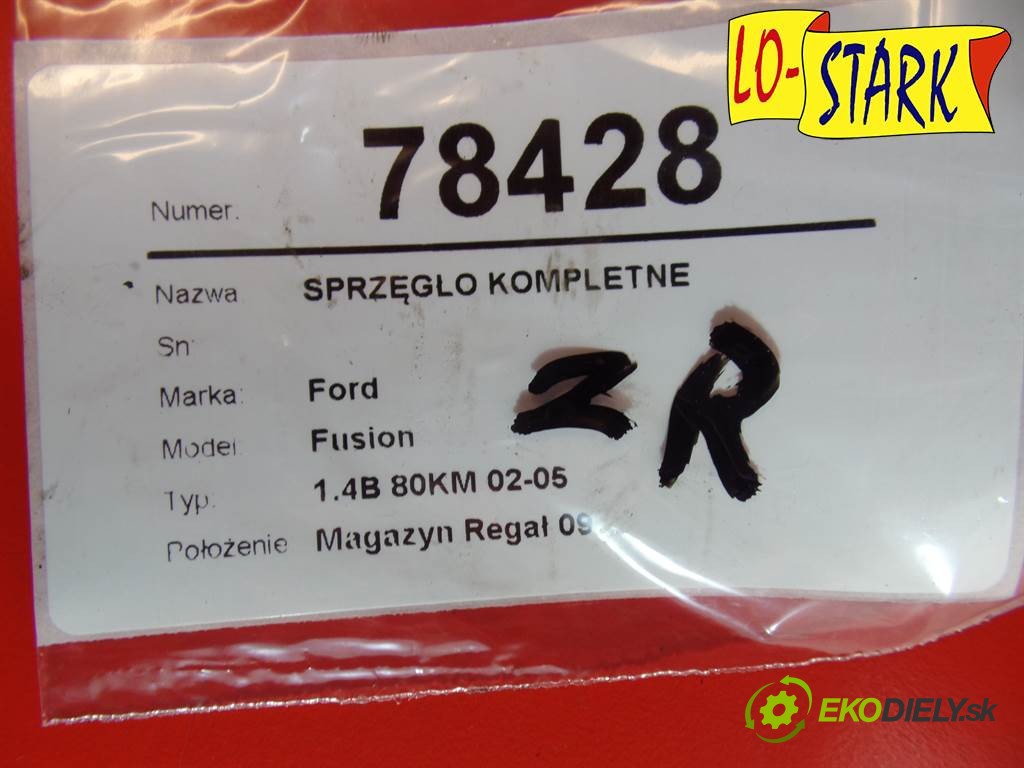 LO-STARK
Numer. 78428
Nazwa SPRZĘGLO KOMPLETNE
Sn
Marka: Ford
Model Fusion
Typ. 1.4B 80KM 02-05
Położenie Magazyn Regał 09
ZR
EKODIELY.sk